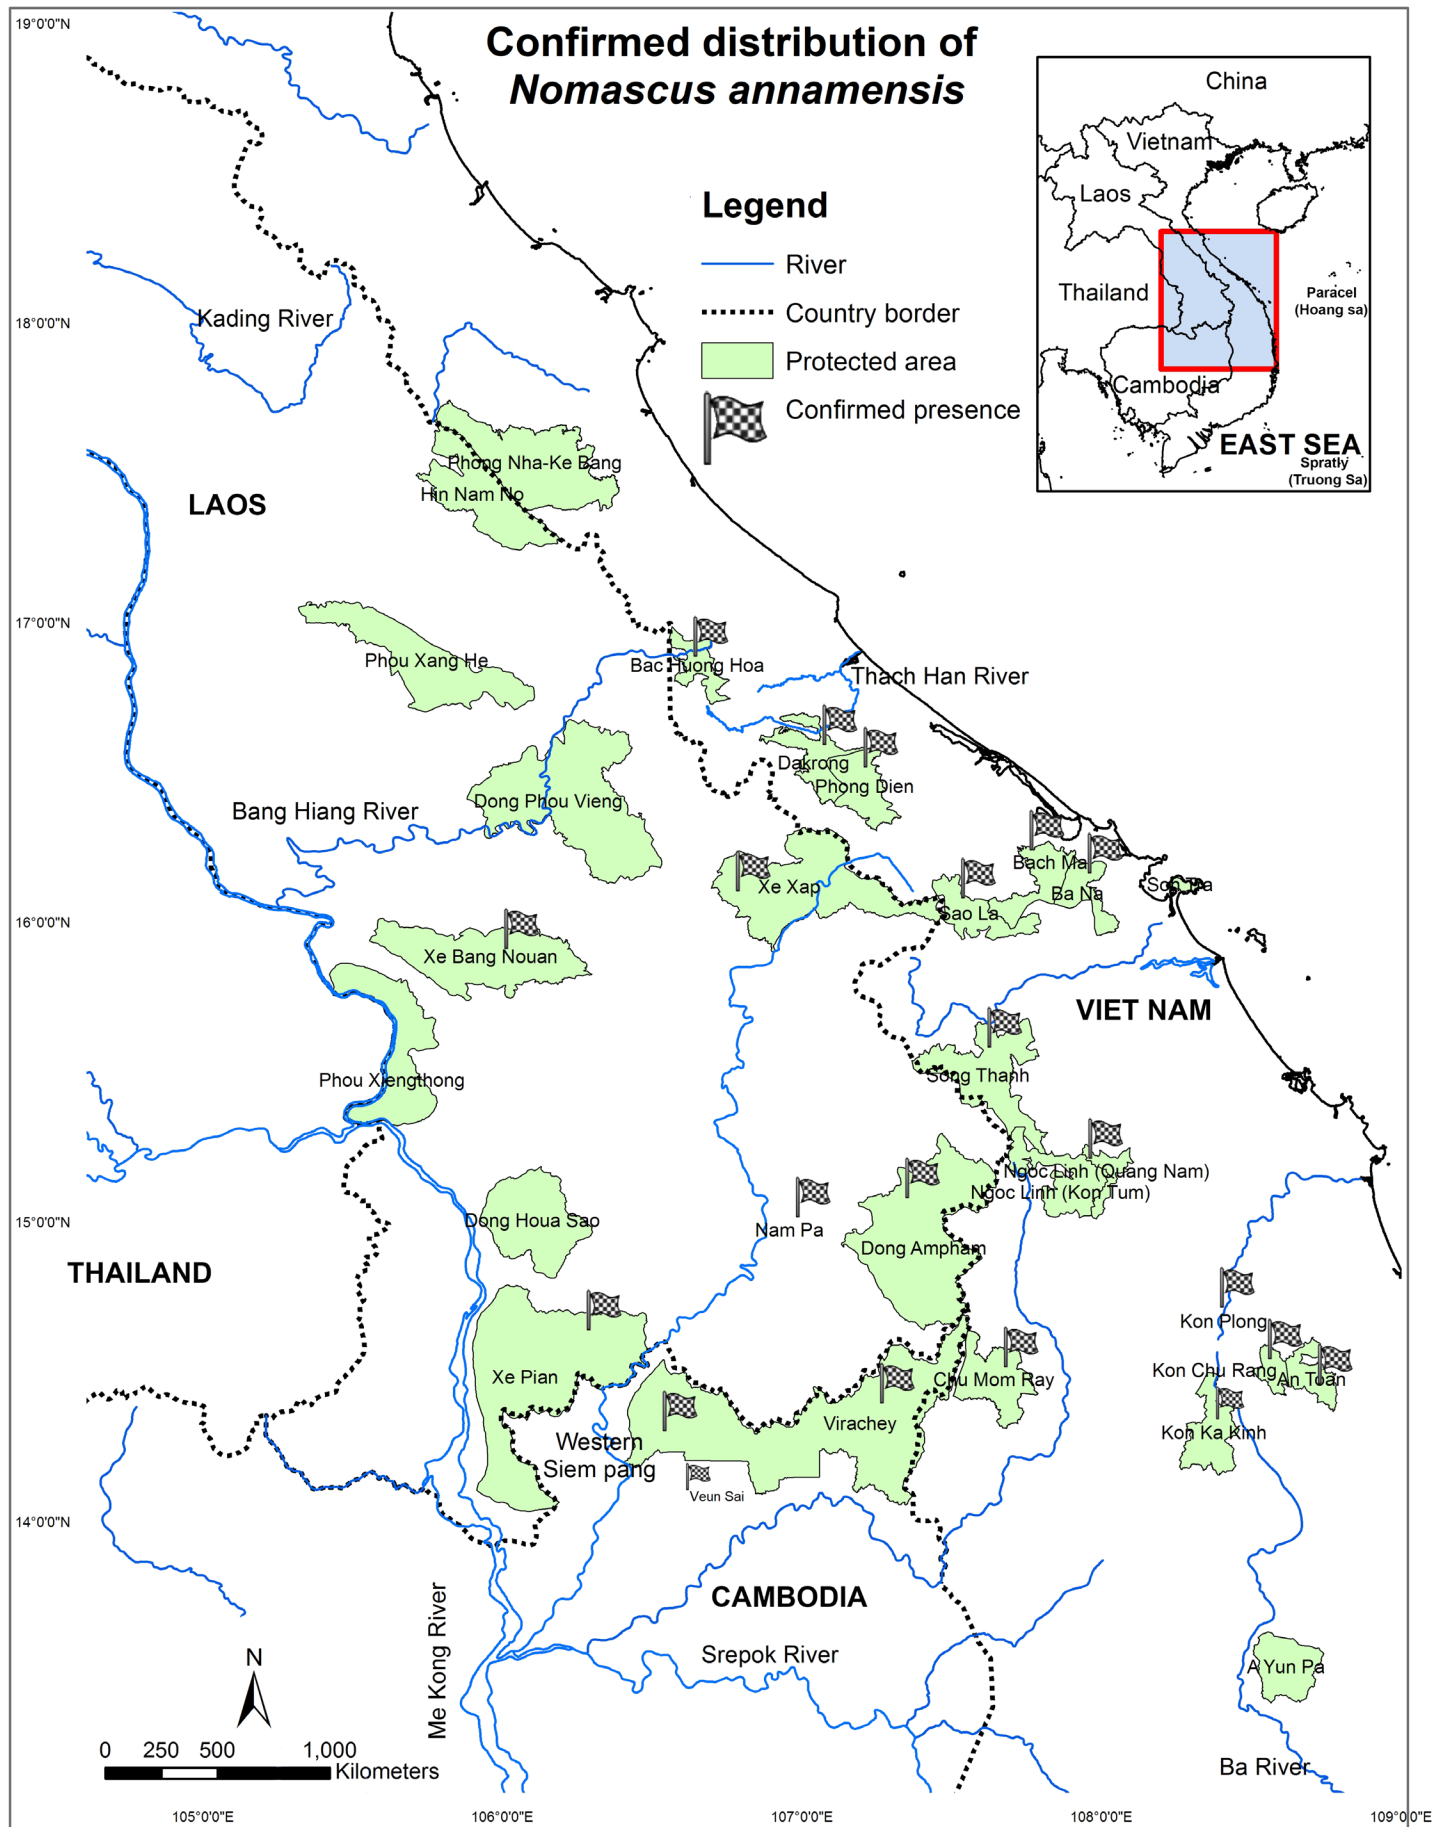 Confirmed distribution of
Nomascus annamensis
19°0'0"N
18°0'0"N
17°0'0"N
16°0'0"N
15°0'0"N
14°0'0"N
Legend
River
Country border
Protected area
Confirmed presence
China
Vietnam
Laos
Thailand
Cambodia
Paracel
(Hoang sa)
EAST SEA
Spratly
(Truong Sa)
Kading River
Phong Nha-Ke Bang
Hin Nam No
LAOS
Phou Xang He
Bac Huong Hoa
Thach Han River
Dakrong
Phong Dien
Dong Phou Vieng
Bang Hiang River
Bach Ma
Ba Na
Son Tra
Xe Xap
Sao La
Xe Bang Nouan
VIET NAM
Phou Xiengthong
Song Thanh
Ngoc Linh (Quang Nam)
Ngoc Linh (Kon Tum)
Dong Houa Sao
Nam Pa
Dong Ampham
THAILAND
Kon Plong
Xe Pian
Chu Mom Ray
Kon Chu Rang
An Toan
Virachey
Kon Ka Kinh
Western
Siem pang
Veun Sai
CAMBODIA
Srepok River
Me Kong River
A Yun Pa
Ba River
N
0 250 500 1,000
Kilometers
105°0'0"E 106°0'0"E 107°0'0"E 108°0'0"E 109°0'0"E